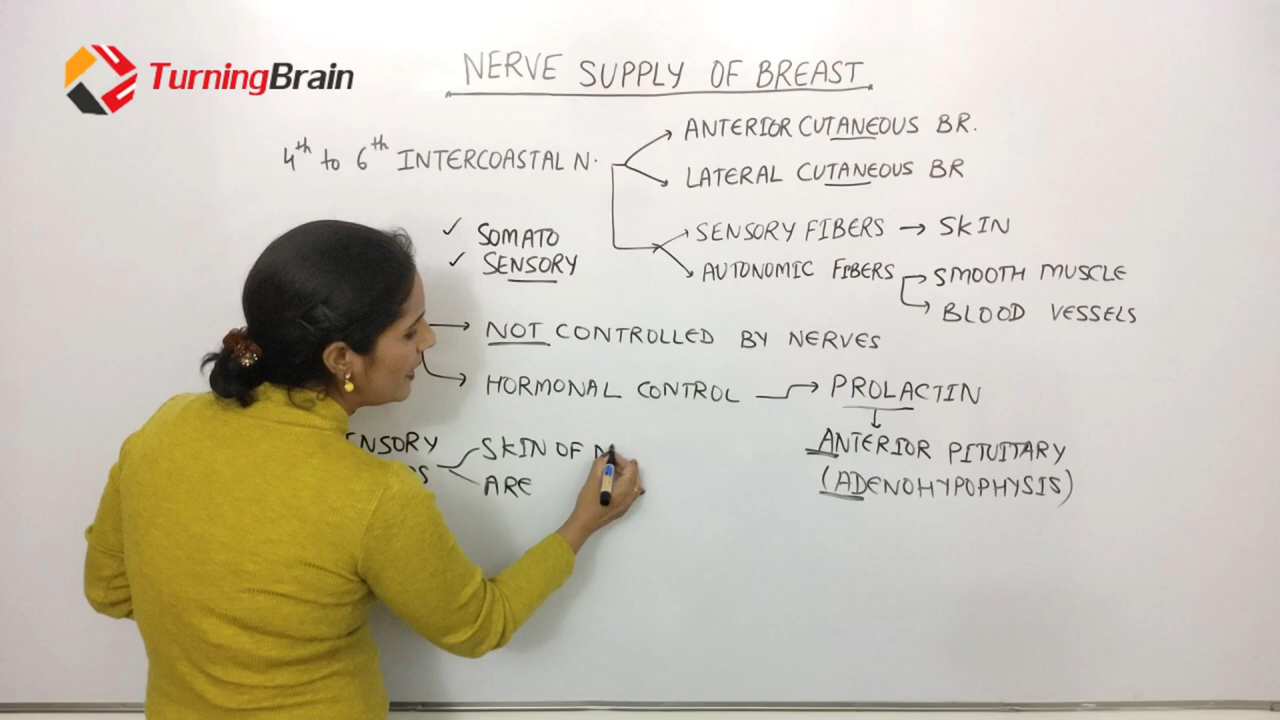 TurningBrain
NERVE SUPPLY OF BREAST
4th to 6th INTERCOASTAL N.
ANTERIOR CUTANEOUS BR.
LATERAL CUTANEOUS BR
SENSORY FIBERS → SKIN
AUTONOMIC FIBERS
SMOOTH MUSCLE
BLOOD VESSELS
✓ SOMATO
✓ SENSORY
NOT CONTROLLED BY NERVES
HORMONAL CONTROL → PROLACTIN
ANTERIOR PITUITARY
(ADENOHYPOPHYSIS)
ENSORY
SKIN OF
ARE